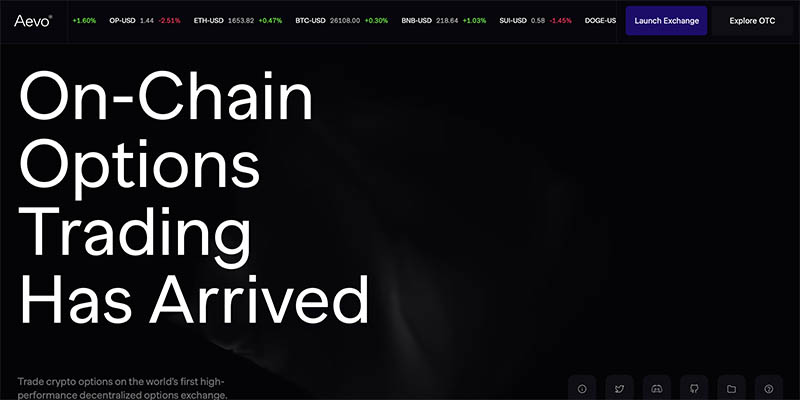 Aevo®
+1.60% OP-USD 1.44 -2.51% ETH-USD 1653.82 +0.47% BTC-USD 26108.00 +0.30% BNB-USD 218.64 +1.03% SUI-USD 0.58 -1.45% DOGE-US
Launch Exchange
Explore OTC
On-Chain
Options
Trading
Has Arrived
Trade crypto options on the world's first high-
performance decentralized options exchange.